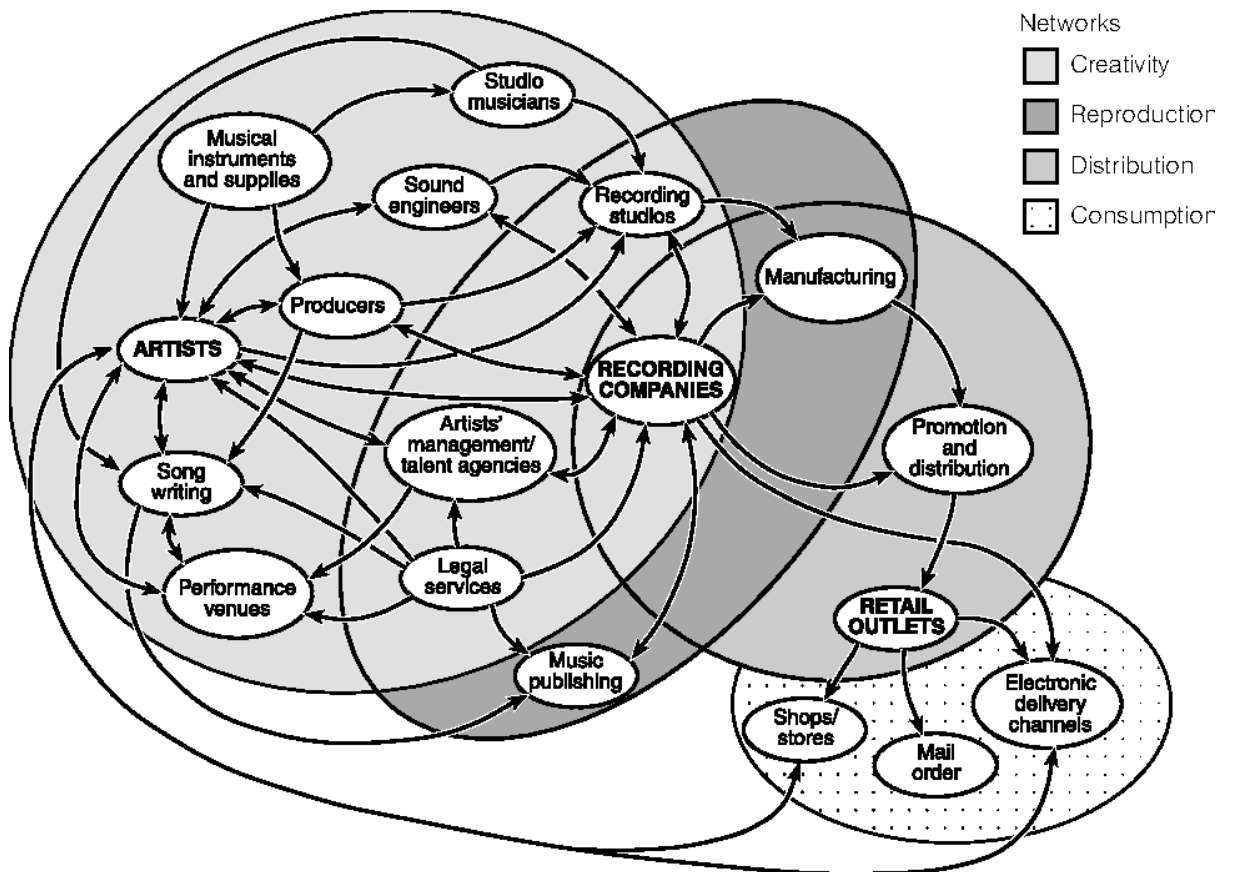 Networks
Creativity
Reproduction
Distribution
Consumption
Studio
musicians
Musical
instruments
and supplies
Sound
engineers
Recording
studios
Manufacturing
Producers
ARTISTS
RECORDING
COMPANIES
Artists'
management/
talent agencies
Promotion
and
distribution
Song
writing
Legal
services
Performance
venues
RETAIL
OUTLETS
Music
publishing
Electronic
delivery
channels
Shops/
stores
Mail
order